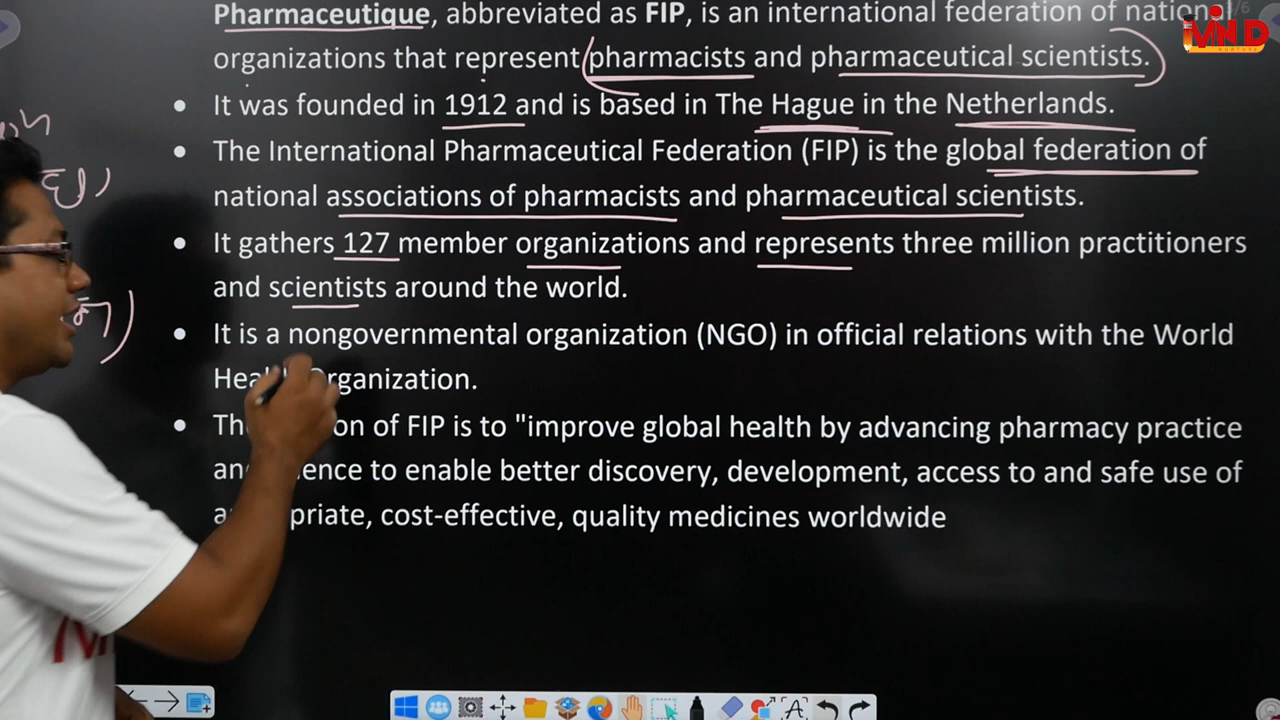 Pharmaceutique, abbreviated as FIP, is an international federation of national
organizations that represent pharmacists and pharmaceutical scientists.
• It was founded in 1912 and is based in The Hague in the Netherlands.
• The International Pharmaceutical Federation (FIP) is the global federation of
national associations of pharmacists and pharmaceutical scientists.
• It gathers 127 member organizations and represents three million practitioners
and scientists around the world.
• It is a nongovernmental organization (NGO) in official relations with the World
Health Organization.
• of FIP is to "improve global health by advancing pharmacy practice
to enable better discovery, development, access to and safe use of
cost-effective, quality medicines worldwide